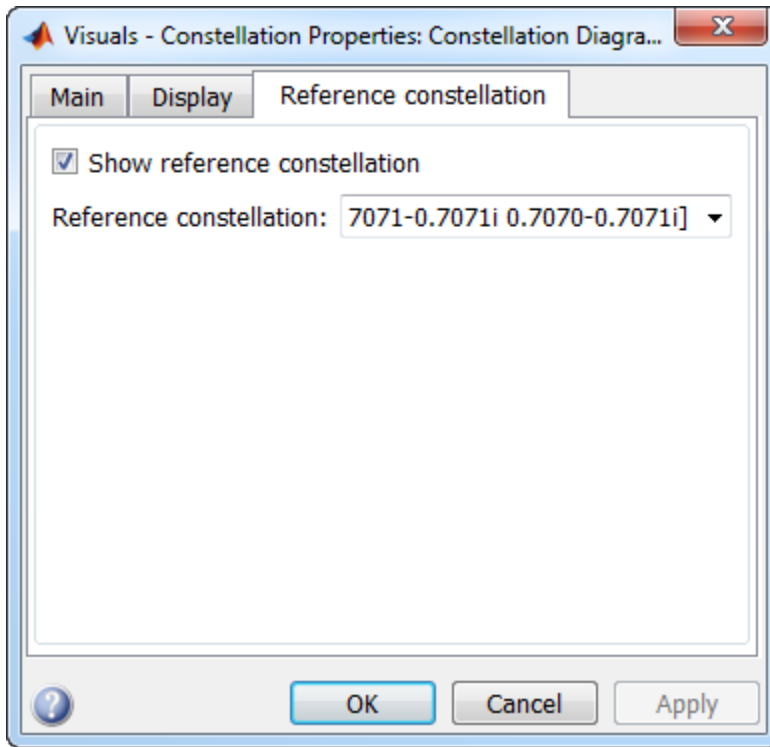 Visuals - Constellation Properties: Constellation Diagra...
Main Display Reference constellation
Show reference constellation
Reference constellation: 7071-0.7071i 0.7070-0.7071i]
? OK Cancel Apply